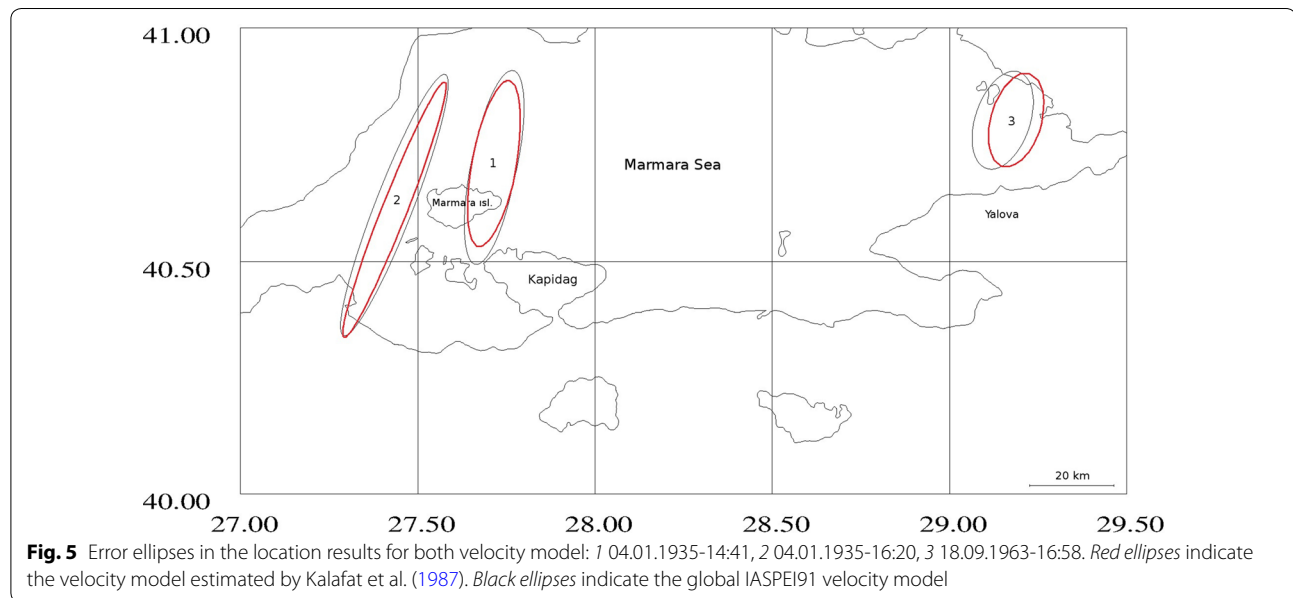 41.00
3
1
Marmara Sea
2
Marmara ısl.
Yalova
40.50
Kapidag
20 km
40.00
27.00 27.50 28.00 28.50 29.00 29.50
Fig. 5 Error ellipses in the location results for both velocity model: 1 04.01.1935-14:41, 2 04.01.1935-16:20, 3 18.09.1963-16:58. Red ellipses indicate
the velocity model estimated by Kalafat et al. (1987). Black ellipses indicate the global IASPEI91 velocity model